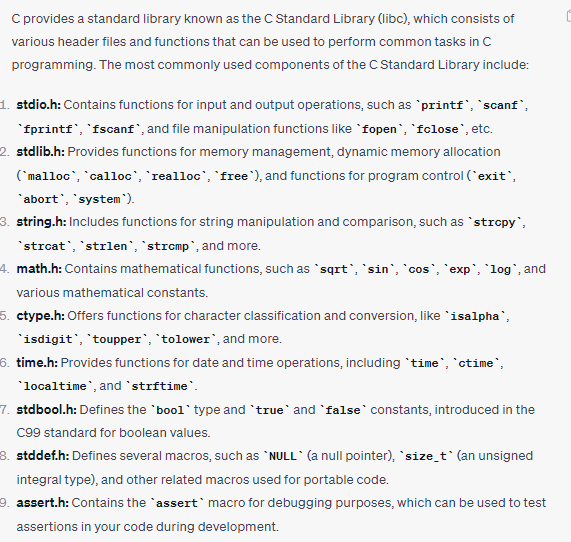 C provides a standard library known as the C Standard Library (libc), which consists of
various header files and functions that can be used to perform common tasks in C
programming. The most commonly used components of the C Standard Library include:
1. stdio.h: Contains functions for input and output operations, such as `printf`, `scanf`,
`fprintf`, `fscanf`, and file manipulation functions like `fopen`, `fclose`, etc.
2. stdlib.h: Provides functions for memory management, dynamic memory allocation
(`malloc`, `calloc`, `realloc`, `free`), and functions for program control (`exit`,
`abort`, `system`).
3. string.h: Includes functions for string manipulation and comparison, such as `strcpy`,
`strcat`, `strlen`, `strcmp`, and more.
4. math.h: Contains mathematical functions, such as `sqrt`, `sin`, `cos`, `exp`, `log`, and
various mathematical constants.
5. ctype.h: Offers functions for character classification and conversion, like `isalpha`,
`isdigit`, `toupper`, `tolower`, and more.
6. time.h: Provides functions for date and time operations, including `time`, `ctime`,
`localtime`, and `strftime`.
7. stdbool.h: Defines the `bool` type and `true` and `false` constants, introduced in the
C99 standard for boolean values.
8. stddef.h: Defines several macros, such as `NULL` (a null pointer), `size_t` (an unsigned
integral type), and other related macros used for portable code.
9. assert.h: Contains the `assert` macro for debugging purposes, which can be used to test
assertions in your code during development.